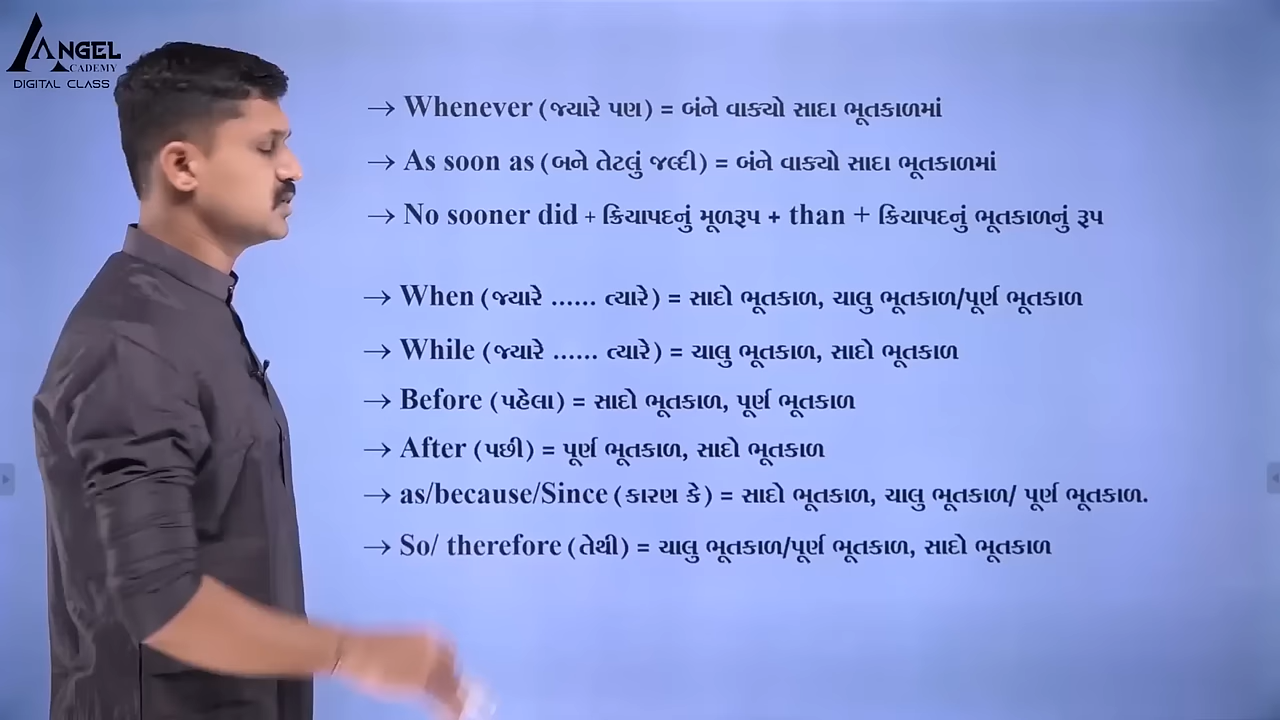 ANGEL
ACADEMY
DIGITAL CLASS
→ Whenever (જ્યારે પણ) = બંને વાક્યો સાદા ભૂતકાળમાં
→ As soon as (બને તેટલું જલ્દી) = બંને વાક્યો સાદા ભૂતકાળમાં
→ No sooner did + ક્રિયાપદનું મૂળરૂપ + than + ક્રિયાપદનું ભૂતકાળનું રૂપ
→ When (જ્યારે ...... ત્યારે) = સાદો ભૂતકાળ, ચાલુ ભૂતકાળ/પૂર્ણ ભૂતકાળ
→ While (જ્યારે ...... ત્યારે) = ચાલુ ભૂતકાળ, સાદો ભૂતકાળ
→ Before (પહેલા) = સાદો ભૂતકાળ, પૂર્ણ ભૂતકાળ
→ After (પછી) = પૂર્ણ ભૂતકાળ, સાદો ભૂતકાળ
→ as/because/Since (કારણ કે) = સાદો ભૂતકાળ, ચાલુ ભૂતકાળ/ પૂર્ણ ભૂતકાળ.
→ So/ therefore (તેથી) = ચાલુ ભૂતકાળ/પૂર્ણ ભૂતકાળ, સાદો ભૂતકાળ